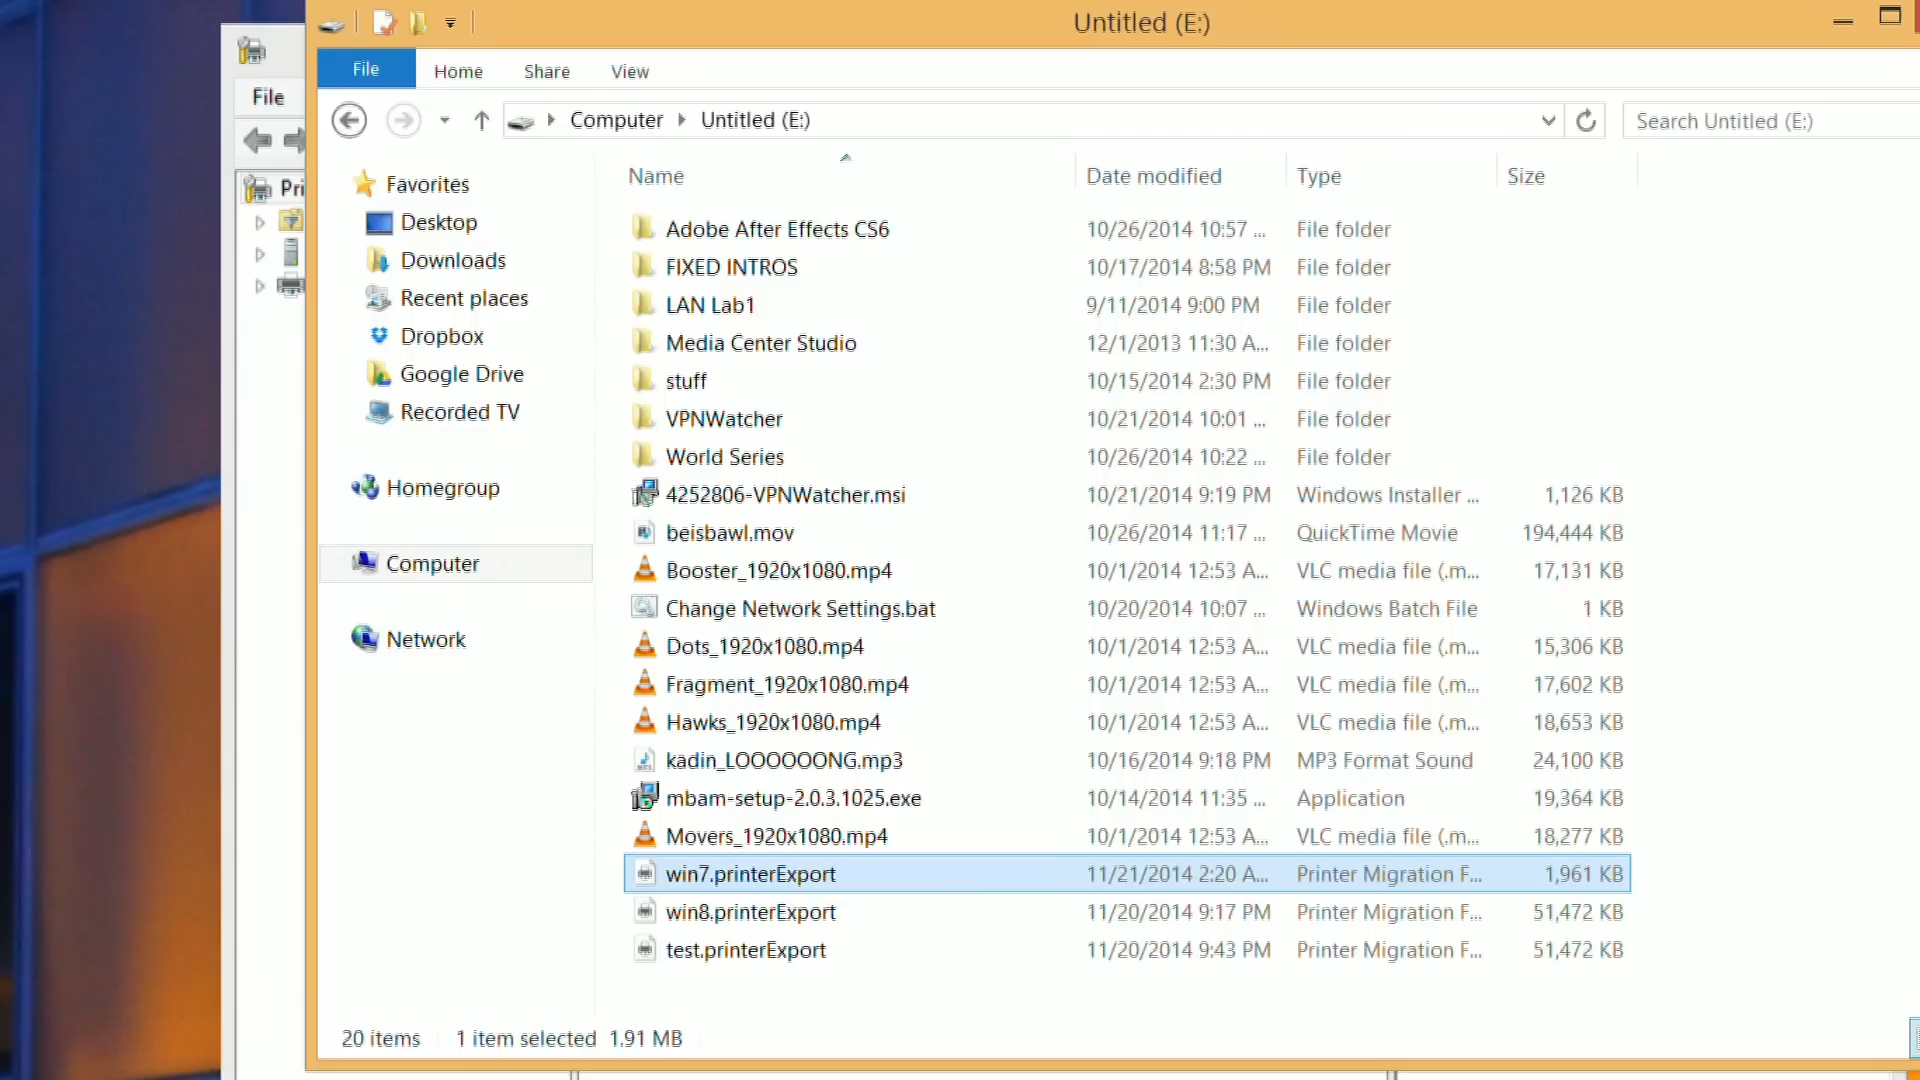 Untitled (E:)
File Home Share View
File
Computer Untitled (E:) Search Untitled (E:)
Pri
Name Date modified Type Size
Favorites
Desktop
Downloads
Recent places
Dropbox
Google Drive
Recorded TV
Homegroup
Computer
Network
Adobe After Effects CS6 10/26/2014 10:57 ... File folder
FIXED INTROS 10/17/2014 8:58 PM File folder
LAN Lab1 9/11/2014 9:00 PM File folder
Media Center Studio 12/1/2013 11:30 A... File folder
stuff 10/15/2014 2:30 PM File folder
VPNWatcher 10/21/2014 10:01 ... File folder
World Series 10/26/2014 10:22 ... File folder
4252806-VPNWatcher.msi 10/21/2014 9:19 PM Windows Installer ... 1,126 KB
beisbawl.mov 10/26/2014 11:17 ... QuickTime Movie 194,444 KB
Booster_1920x1080.mp4 10/1/2014 12:53 A... VLC media file (.m... 17,131 KB
Change Network Settings.bat 10/20/2014 10:07 ... Windows Batch File 1 KB
Dots_1920x1080.mp4 10/1/2014 12:53 A... VLC media file (.m... 15,306 KB
Fragment_1920x1080.mp4 10/1/2014 12:53 A... VLC media file (.m... 17,602 KB
Hawks_1920x1080.mp4 10/1/2014 12:53 A... VLC media file (.m... 18,653 KB
kadin_LOOOOOONG.mp3 10/16/2014 9:18 PM MP3 Format Sound 24,100 KB
mbam-setup-2.0.3.1025.exe 10/14/2014 11:35 ... Application 19,364 KB
Movers_1920x1080.mp4 10/1/2014 12:53 A... VLC media file (.m... 18,277 KB
win7.printerExport 11/21/2014 2:20 A... Printer Migration F... 1,961 KB
win8.printerExport 11/20/2014 9:17 PM Printer Migration F... 51,472 KB
test.printerExport 11/20/2014 9:43 PM Printer Migration F... 51,472 KB
20 items 1 item selected 1.91 MB